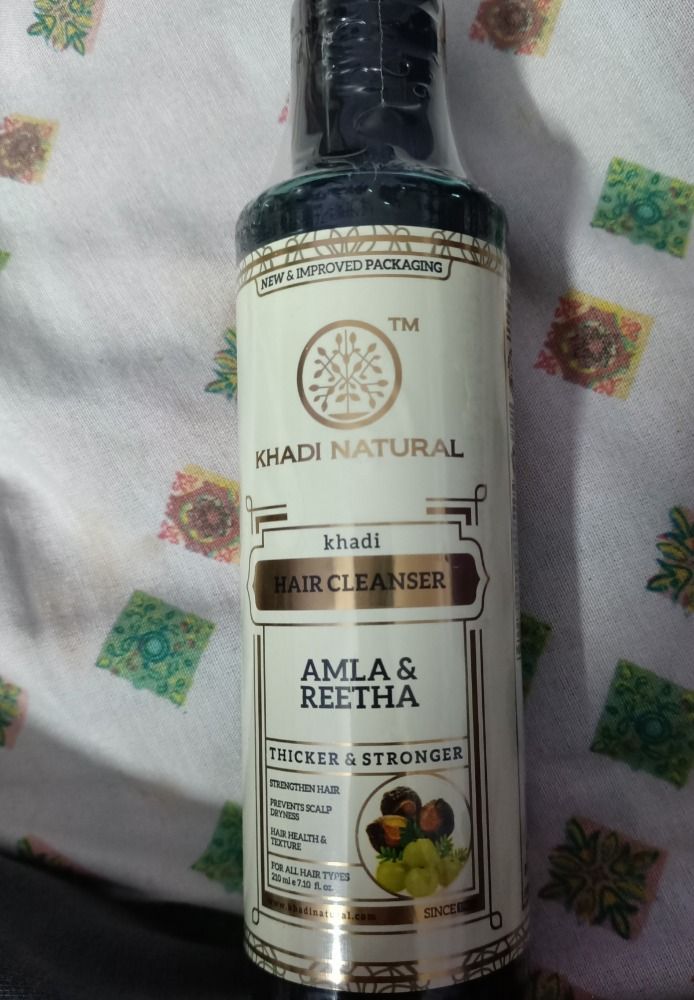 NEW & IMPROVED PACKAGING
TM
KHADI NATURAL
khadi
HAIR CLEANSER
AMLA &
REETHA
THICKER & STRONGER
STRENGTHEN HAIR
PREVENTS SCALP
DRYNESS
HAIR HEALTH &
TEXTURE
FOR ALL HAIR TYPES
210 ml e 7.10 fl. oz.
www.khadinatural.com
SINCE